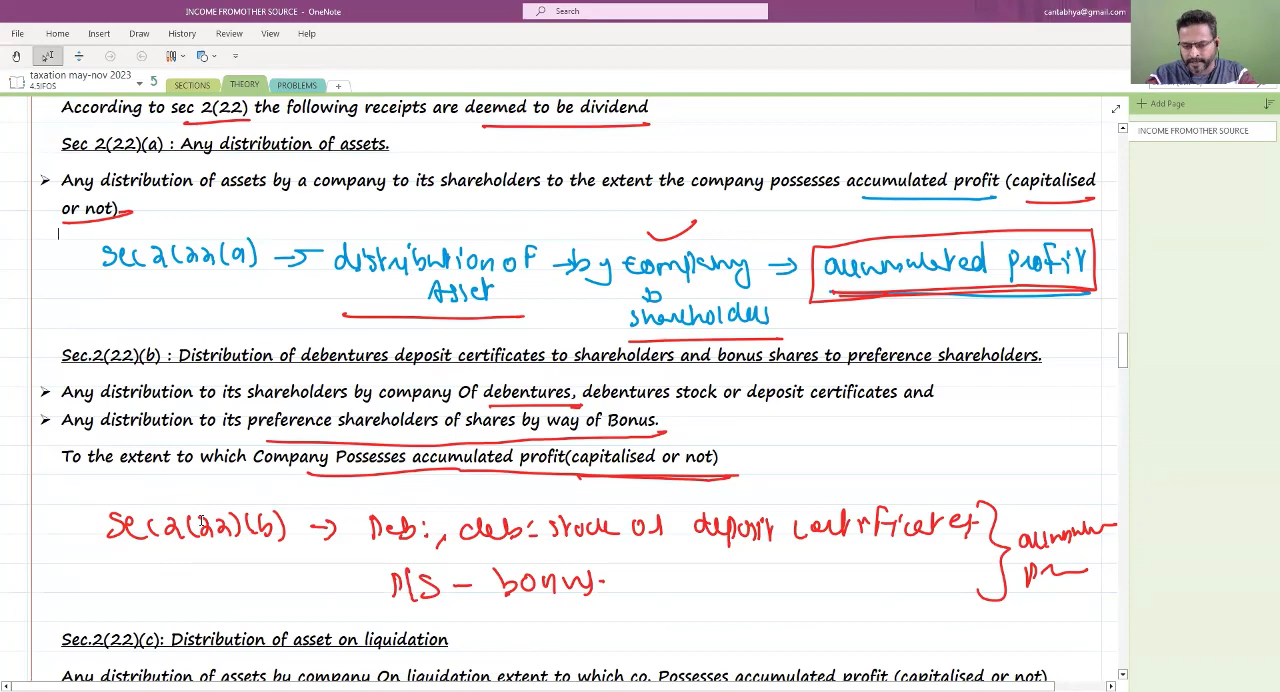 INCOME FROMOTHER SOURCE - OneNote
Search
cantabhya@gmail.com
File Home Insert Draw History Review View Help
taxation may-nov 2023
4.5IFOS
5
SECTIONS THEORY PROBLEMS +
+ Add Page
INCOME FROMOTHER SOURCE
According to sec 2(22) the following receipts are deemed to be dividend
Sec 2(22)(a) : Any distribution of assets.
Any distribution of assets by a company to its shareholders to the extent the company possesses accumulated profit (capitalised
or not)
Sec 2(22(a) → distribution of → by company → accumulated profit
Asset
shareholders
Sec.2(22)(b) : Distribution of debentures deposit certificates to shareholders and bonus shares to preference shareholders.
Any distribution to its shareholders by company Of debentures, debentures stock or deposit certificates and
Any distribution to its preference shareholders of shares by way of Bonus.
To the extent to which Company Possesses accumulated profit(capitalised or not)
Sec 2(22)(b) → Deb:, deb: stock or deposit certificates
P/S - bonus
Sec.2(22)(c): Distribution of asset on liquidation
Any distribution of assets by company On liquidation extent to which co. Possesses accumulated profit (capitalised or not)